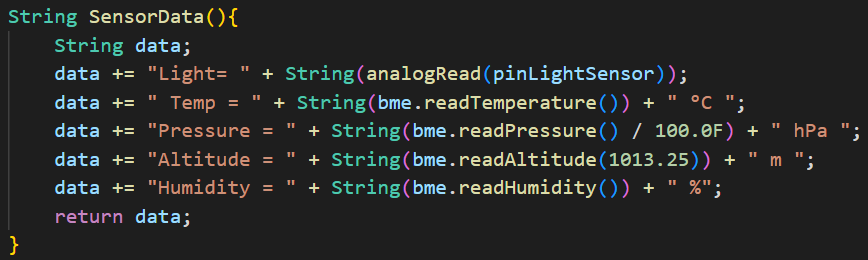 String SensorData(){
    String data;
    data += "Light= " + String(analogRead(pinLightSensor));
    data += " Temp = " + String(bme.readTemperature()) + " ºC ";
    data += "Pressure = " + String(bme.readPressure() / 100.0F) + " hPa ";
    data += "Altitude = " + String(bme.readAltitude(1013.25)) + " m ";
    data += "Humidity = " + String(bme.readHumidity()) + " %";
    return data;
}